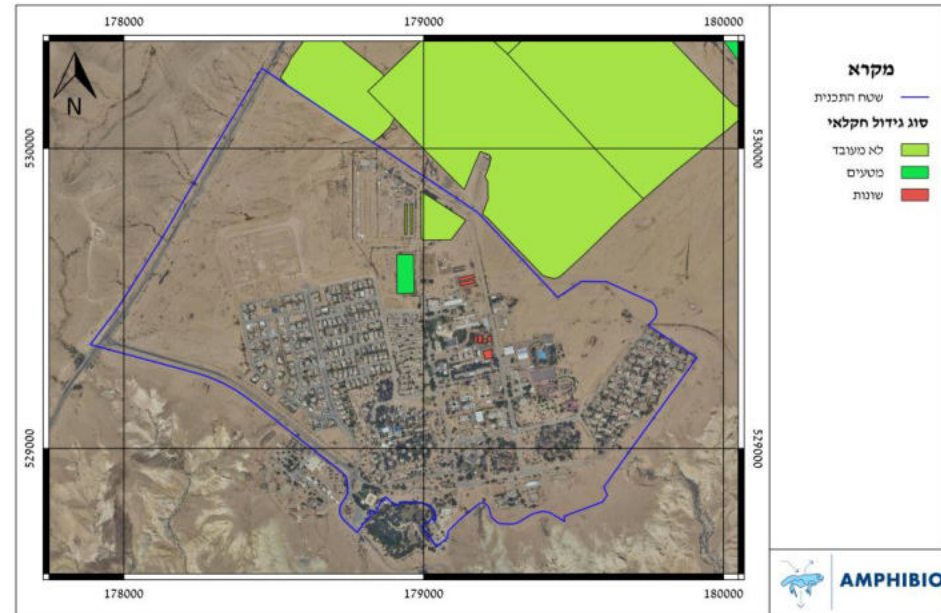 178000 179000 180000
N
530000 530000
529000 529000
178000 179000 180000
מקרא
שטח התכנית
סוג גידול חקלאי
לא מעובד
מטעים
שונות
AMPHIBIO